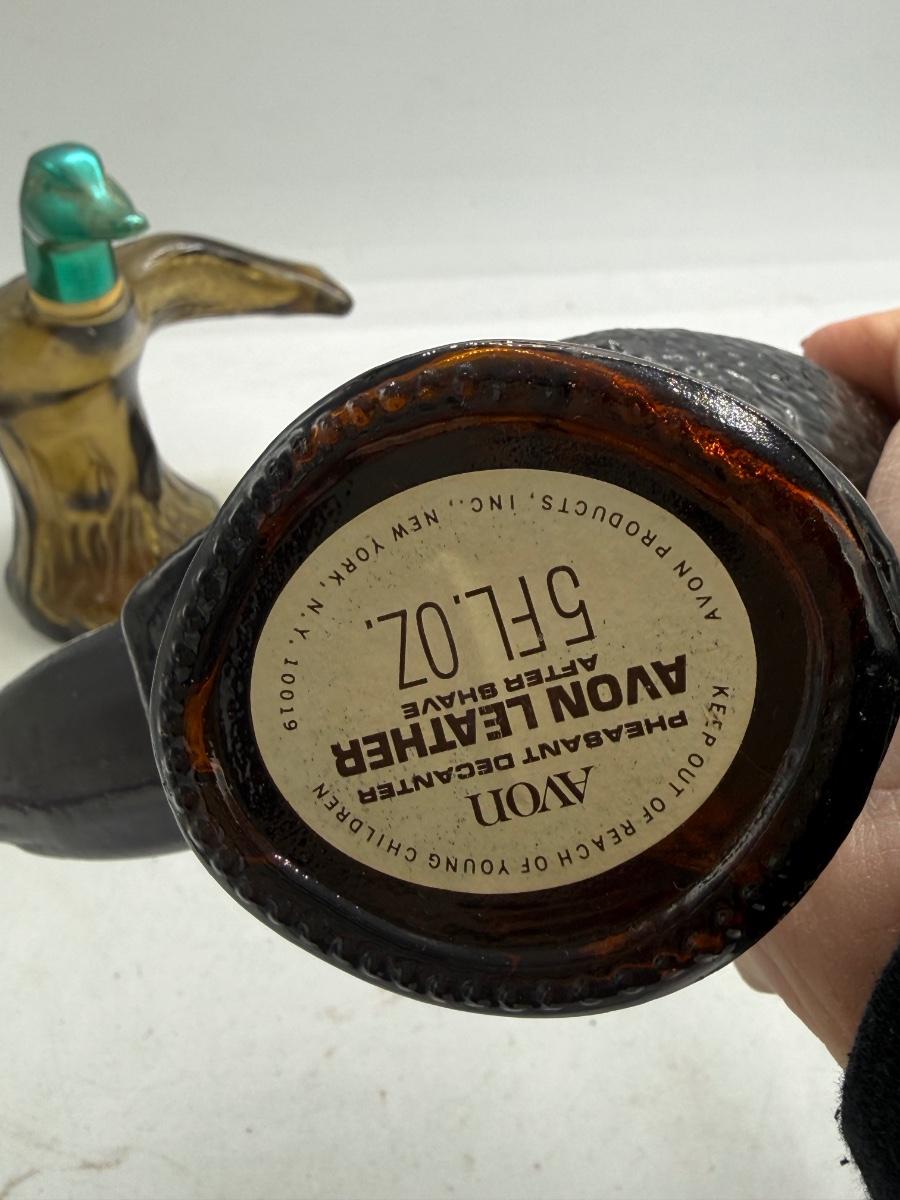 AVON
PHEASANT DECANTER
AVON LEATHER
AFTER SHAVE
5 FL. OZ.
KEEP OUT OF REACH OF YOUNG CHILDREN
AVON PRODUCTS, INC., NEW YORK, N.Y. 10019